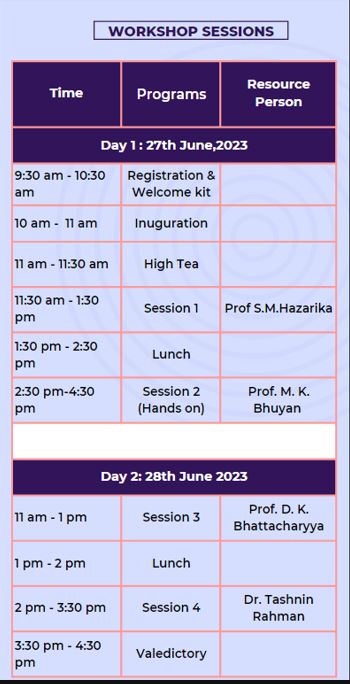 WORKSHOP SESSIONS
Time Programs Resource
Person
Day 1 : 27th June,2023
9:30 am - 10:30
am
Registration &
Welcome kit
10 am - 11 am Inuguration
11 am - 11:30 am High Tea
11:30 am - 1:30
pm
Session 1 Prof S.M.Hazarika
1:30 pm - 2:30
pm
Lunch
2:30 pm-4:30
pm
Session 2
(Hands on)
Prof. M. K.
Bhuyan
Day 2: 28th June 2023
11 am - 1 pm Session 3 Prof. D. K.
Bhattacharyya
1 pm - 2 pm Lunch
2 pm - 3:30 pm Session 4 Dr. Tashnin
Rahman
3:30 pm - 4:30
pm
Valedictory